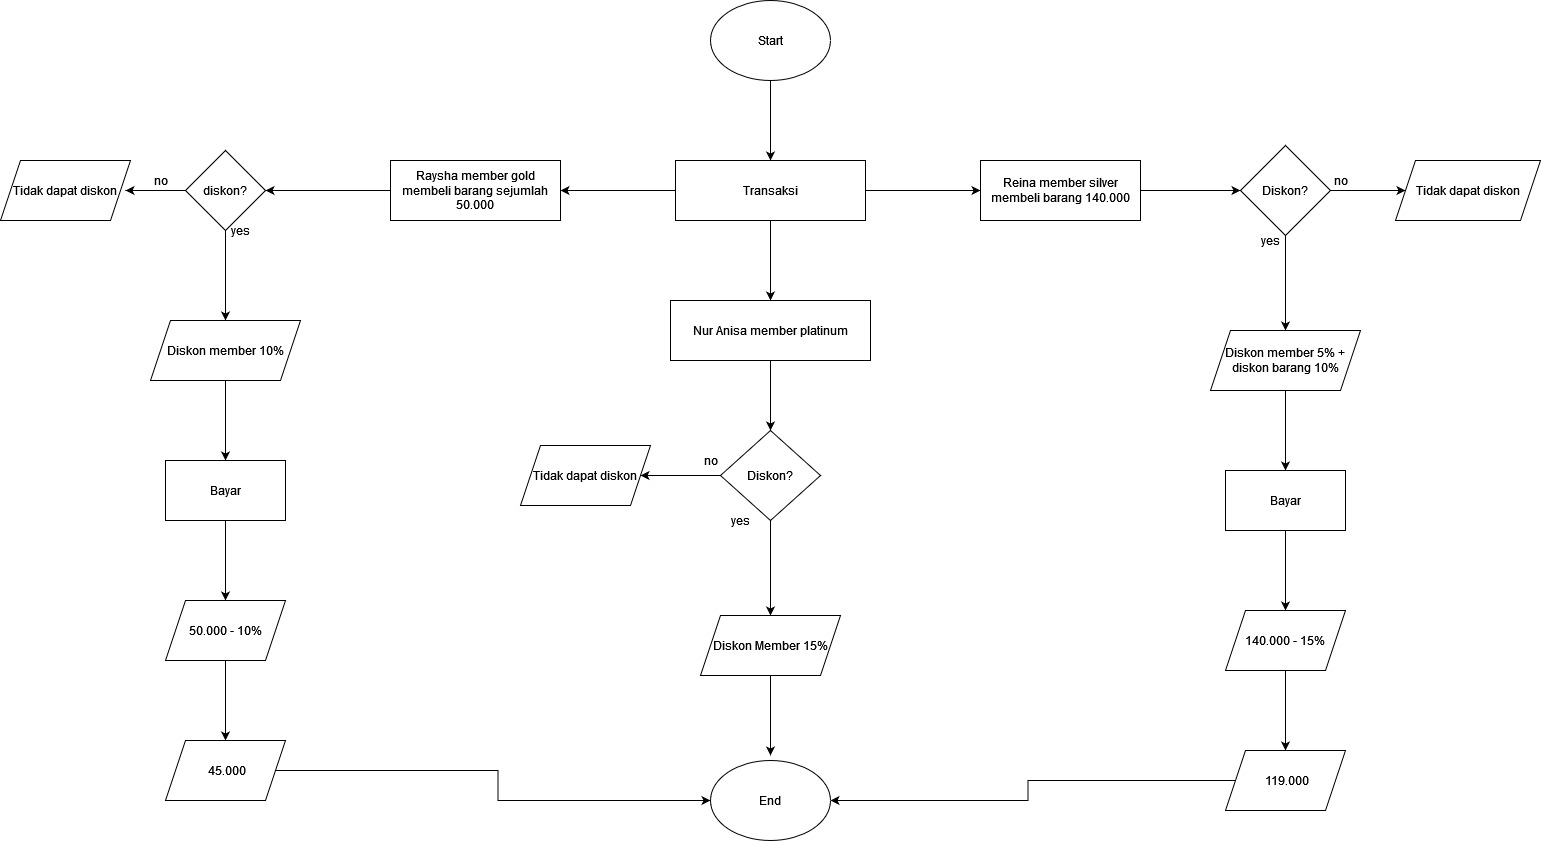 Start
Tidak dapat diskon
no
diskon?
yes
Raysha member gold
membeli barang sejumlah
50.000
Transaksi
Reina member silver
membeli barang 140.000
Diskon?
no
yes
Tidak dapat diskon
Diskon member 10%
Nur Anisa member platinum
Diskon member 5% +
diskon barang 10%
Bayar
Tidak dapat diskon
no
Diskon?
yes
Bayar
50.000 - 10%
Diskon Member 15%
140.000 - 15%
45.000
End
119.000